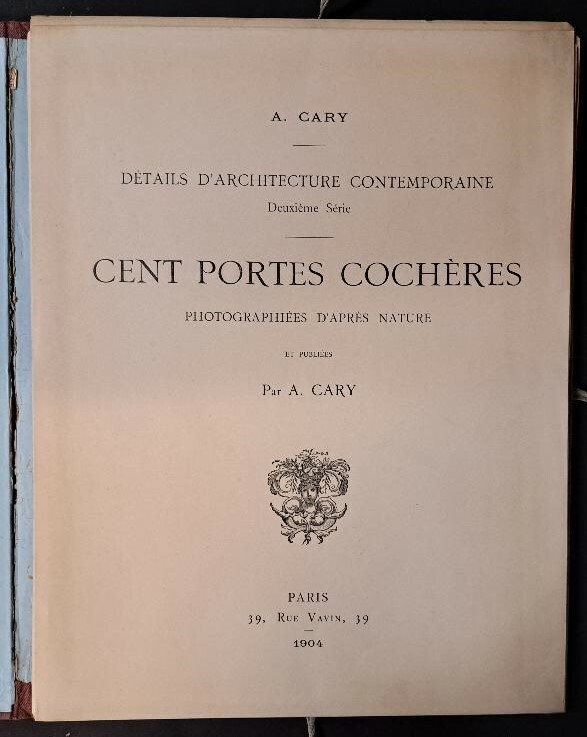 A. CARY
DÉTAILS D'ARCHITECTURE CONTEMPORAINE
Deuxième Série
CENT PORTES COCHÈRES
PHOTOGRAPHIÉES D'APRÈS NATURE
ET PUBLIÉES
Par A. CARY
PARIS
39, RUE VAVIN, 39
1904